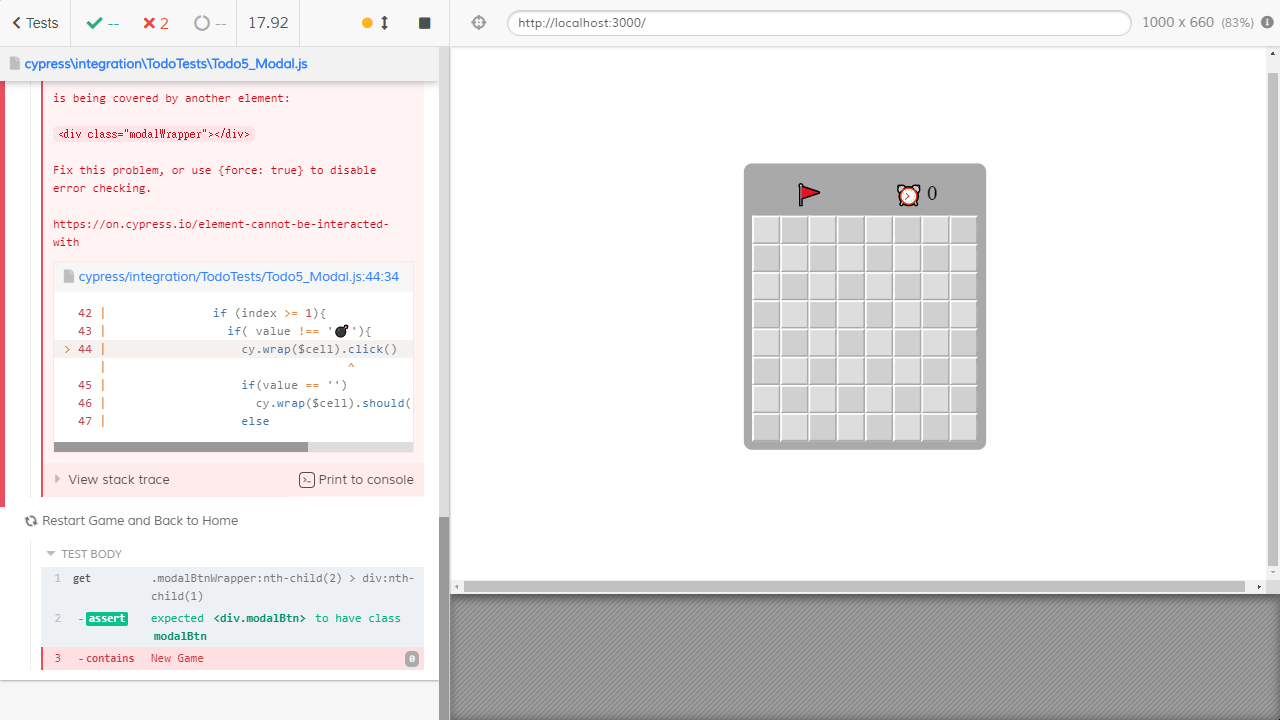 Tests -- 2 -- 17.92 http://localhost:3000/ 1000 x 660 (83%)
cypress\integration\TodoTests\Todo5_Modal.js
is being covered by another element:
<div class="modalWrapper"></div>
Fix this problem, or use {force: true} to disable
error checking.
https://on.cypress.io/element-cannot-be-interacted-
with
cypress/integration/TodoTests/Todo5_Modal.js:44:34
42 | if (index >= 1){
43 | if( value !== '💣'){
> 44 | cy.wrap($cell).click()
| ^
45 | if(value == '')
46 | cy.wrap($cell).should(
47 | else
View stack trace Print to console
Restart Game and Back to Home
TEST BODY
1 get .modalBtnWrapper:nth-child(2) > div:nth-
child(1)
2 -assert expected <div.modalBtn> to have class
modalBtn
3 -contains New Game 0
0